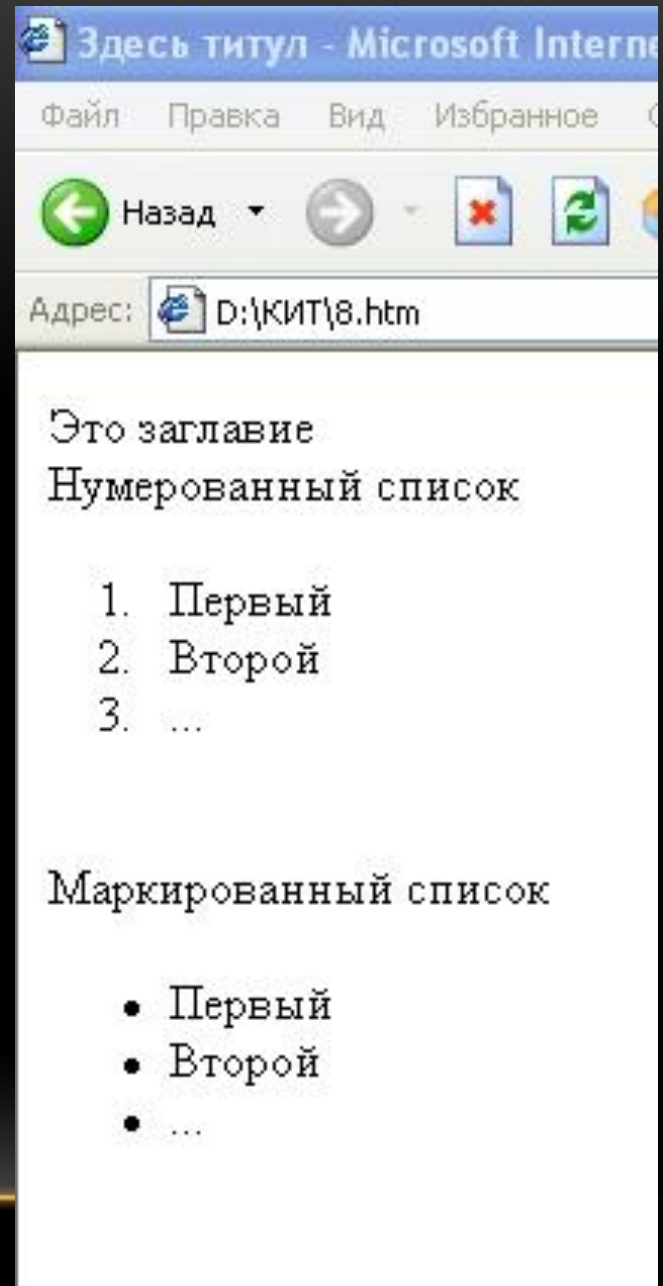 Здесь титул - Microsoft Interne
Файл Правка Вид Избранное
Назад
Адрес: D:\КИТ\8.htm
Это заглавие
Нумерованный список
1. Первый
2. Второй
3. ...
Маркированный список
• Первый
• Второй
• ...